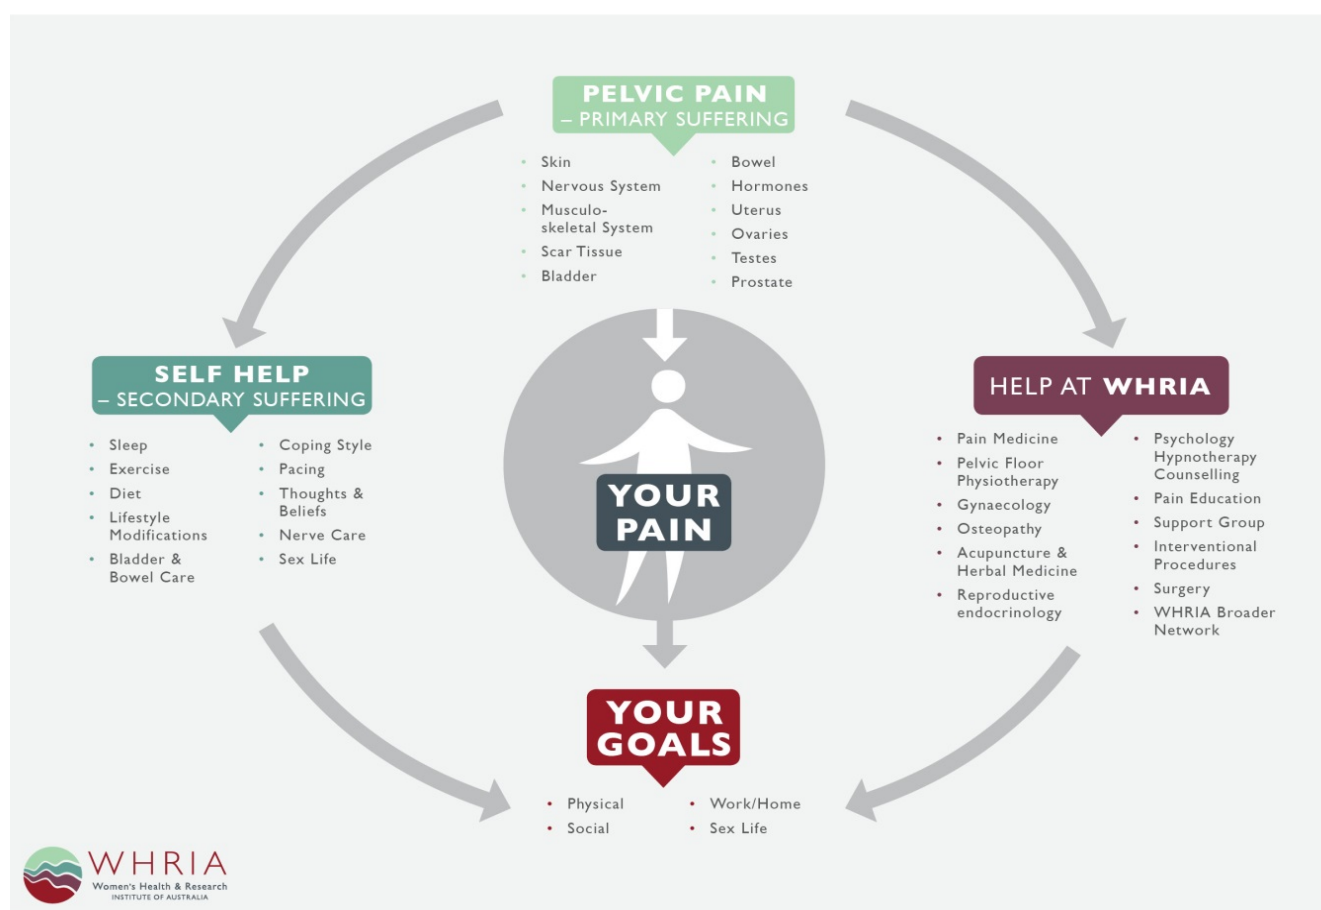 PELVIC PAIN
– PRIMARY SUFFERING
• Skin
• Nervous System
• Musculo-
skeletal System
• Scar Tissue
• Bladder
• Bowel
• Hormones
• Uterus
• Ovaries
• Testes
• Prostate
SELF HELP
– SECONDARY SUFFERING
• Sleep
• Exercise
• Diet
• Lifestyle
Modifications
• Bladder &
Bowel Care
• Coping Style
• Pacing
• Thoughts &
Beliefs
• Nerve Care
• Sex Life
YOUR
PAIN
HELP AT WHRIA
• Pain Medicine
• Pelvic Floor
Physiotherapy
• Gynaecology
• Osteopathy
• Acupuncture &
Herbal Medicine
• Reproductive
endocrinology
• Psychology
Hypnotherapy
Counselling
• Pain Education
• Support Group
• Interventional
Procedures
• Surgery
• WHRIA Broader
Network
YOUR
GOALS
• Physical
• Social
• Work/Home
• Sex Life
WHRIA
Women's Health & Research
INSTITUTE OF AUSTRALIA